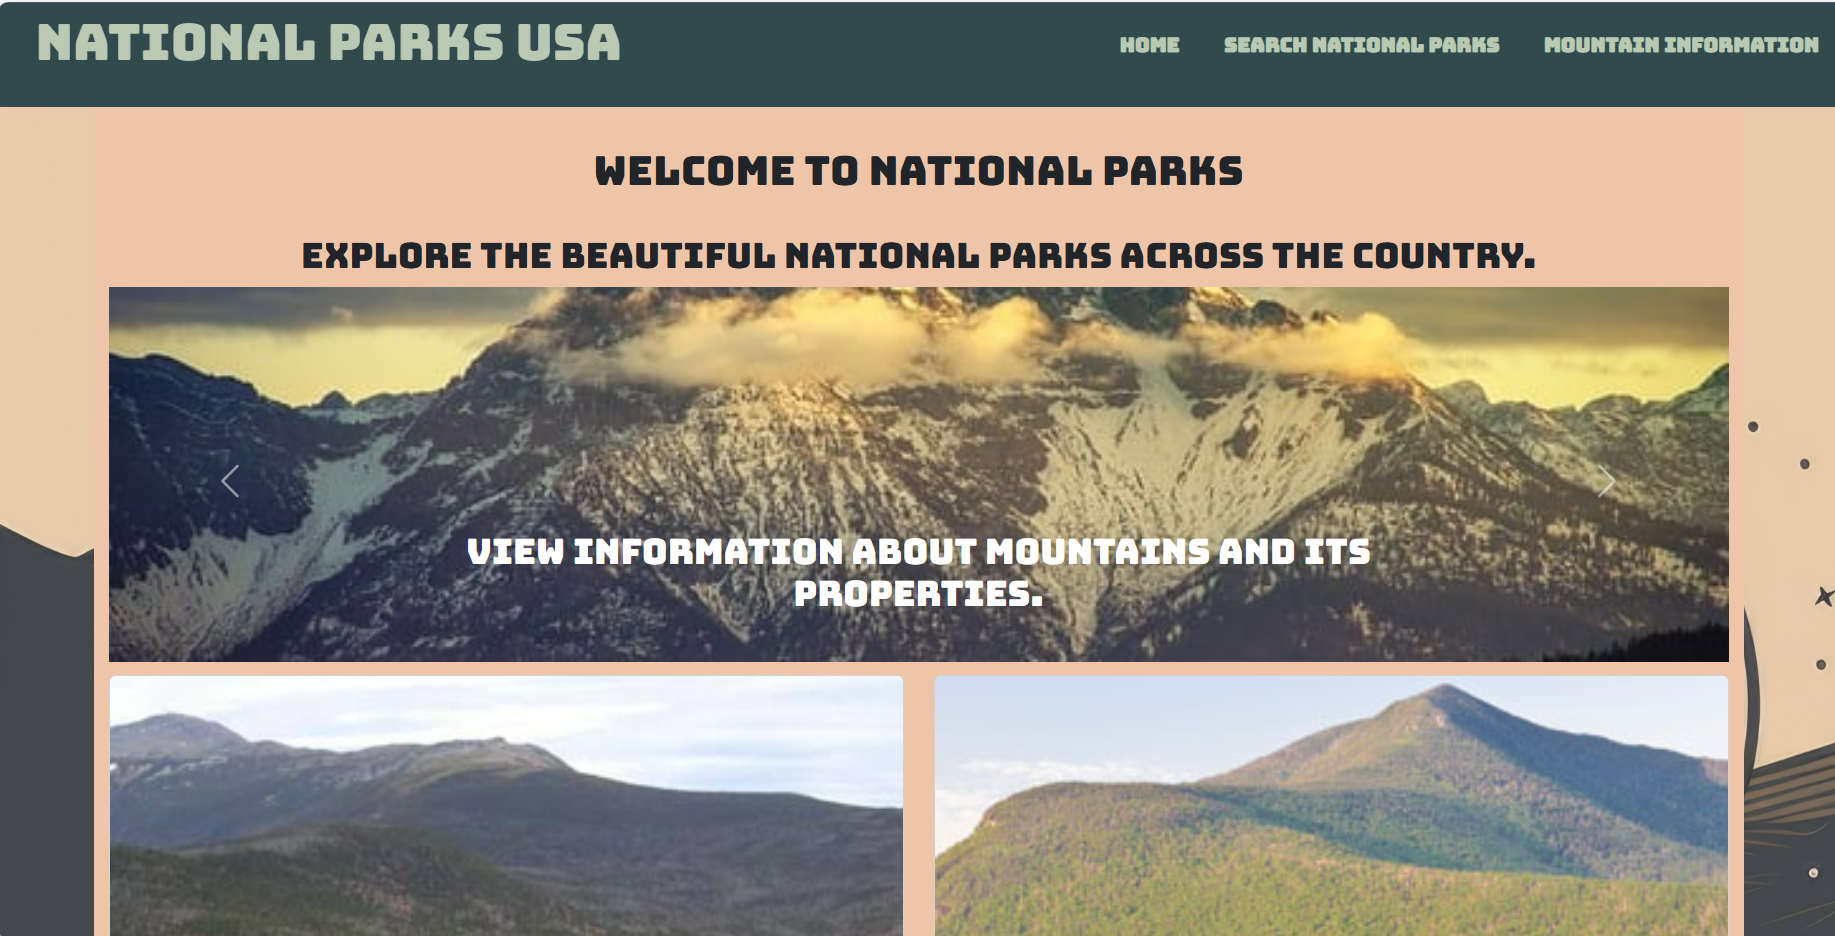 NATIONAL PARKS USA
HOME SEARCH NATIONAL PARKS MOUNTAIN INFORMATION
WELCOME TO NATIONAL PARKS
EXPLORE THE BEAUTIFUL NATIONAL PARKS ACROSS THE COUNTRY.
VIEW INFORMATION ABOUT MOUNTAINS AND ITS
PROPERTIES.